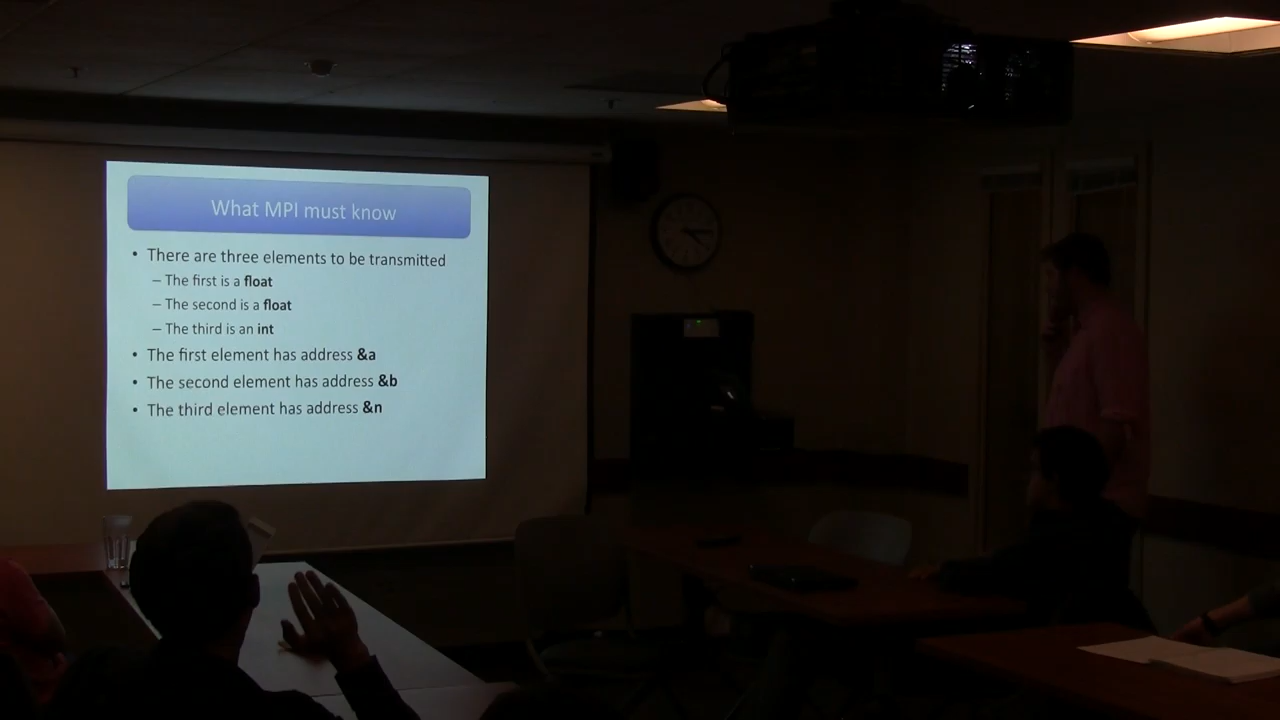 What MPI must know
• There are three elements to be transmitted
– The first is a float
– The second is a float
– The third is an int
• The first element has address &a
• The second element has address &b
• The third element has address &n